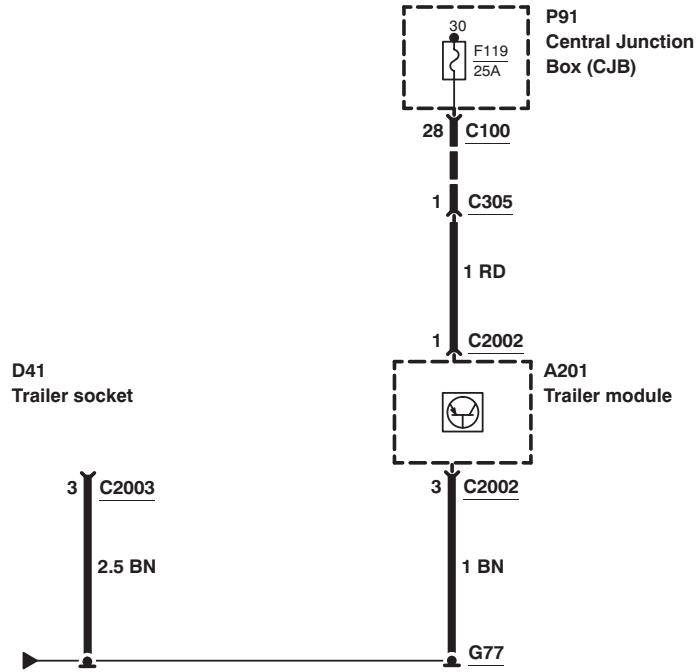 P91
Central Junction
Box (CJB)
30
F119
25A
28 C100
1 C305
1 RD
1 C2002
D41
Trailer socket
A201
Trailer module
3 C2003
3 C2002
2.5 BN
1 BN
G77